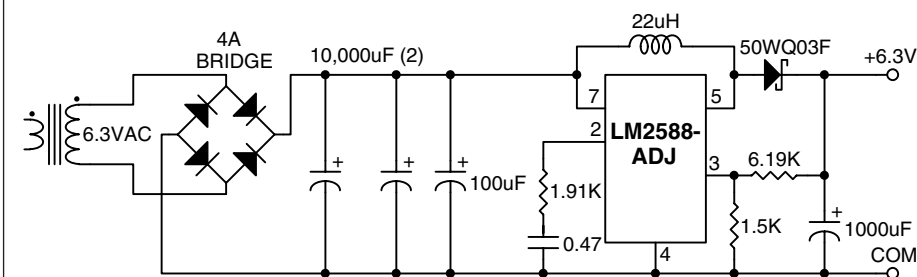 22uH
4A
BRIDGE
10,000uF (2)
50WQ03F
+6.3V
7
5
6.3VAC
2
LM2588-
ADJ
3
6.19K
+
+
+
100uF
1.91K
+
1.5K
1000uF
0.47
4
COM